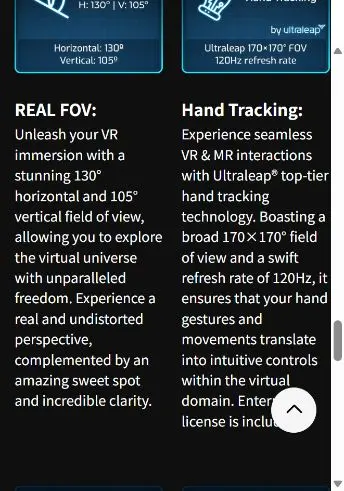 H: 130° | V: 105°
Horizontal: 130º
Vertical: 105º
by ultraleap
Ultraleap 170×170° FOV
120Hz refresh rate
REAL FOV:
Unleash your VR
immersion with a
stunning 130°
horizontal and 105°
vertical field of view,
allowing you to explore
the virtual universe
with unparalleled
freedom. Experience a
real and undistorted
perspective,
complemented by an
amazing sweet spot
and incredible clarity.
Hand Tracking:
Experience seamless
VR & MR interactions
with Ultraleap® top-tier
hand tracking
technology. Boasting a
broad 170×170° field
of view and a swift
refresh rate of 120Hz, it
ensures that your hand
gestures and
movements translate
into intuitive controls
within the virtual
domain.
license is